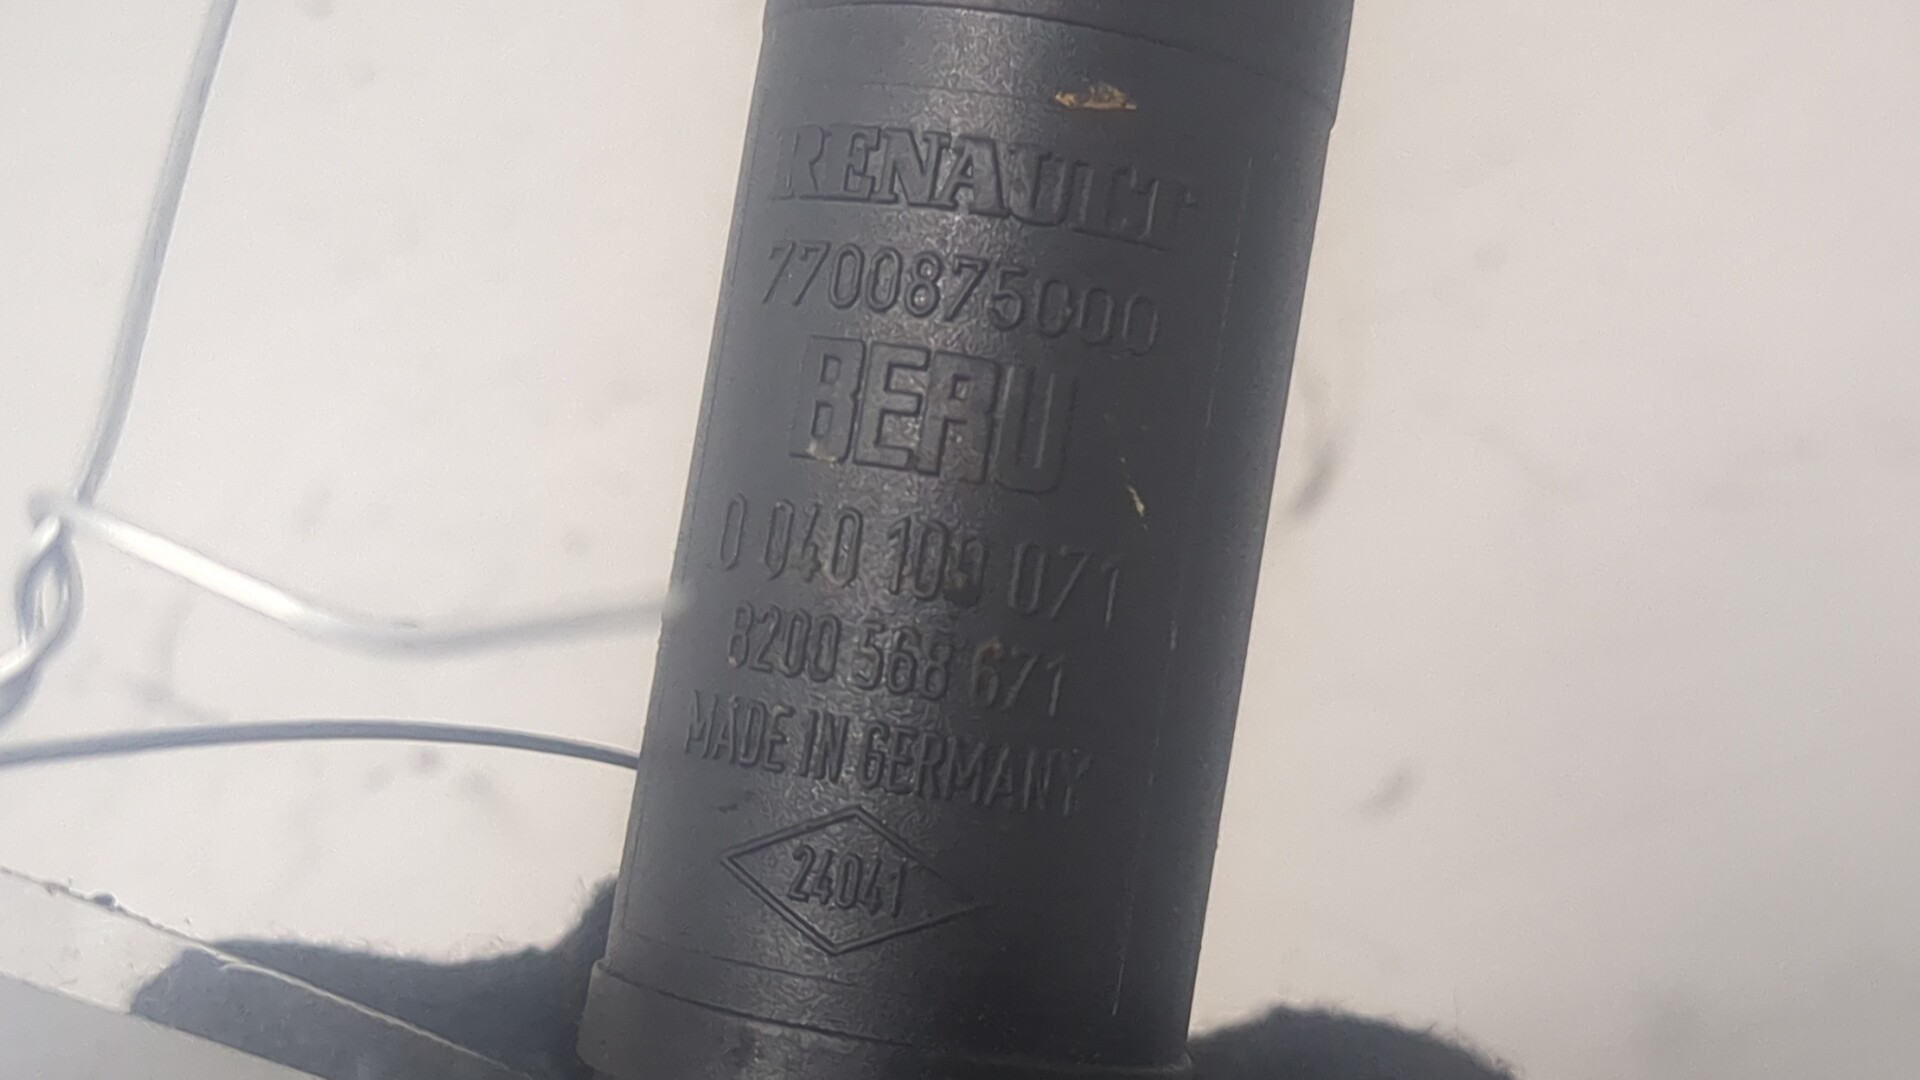 RENAULT
7700875000
BERU
0 040 100 071
8200 568 671
MADE IN GERMANY
24041